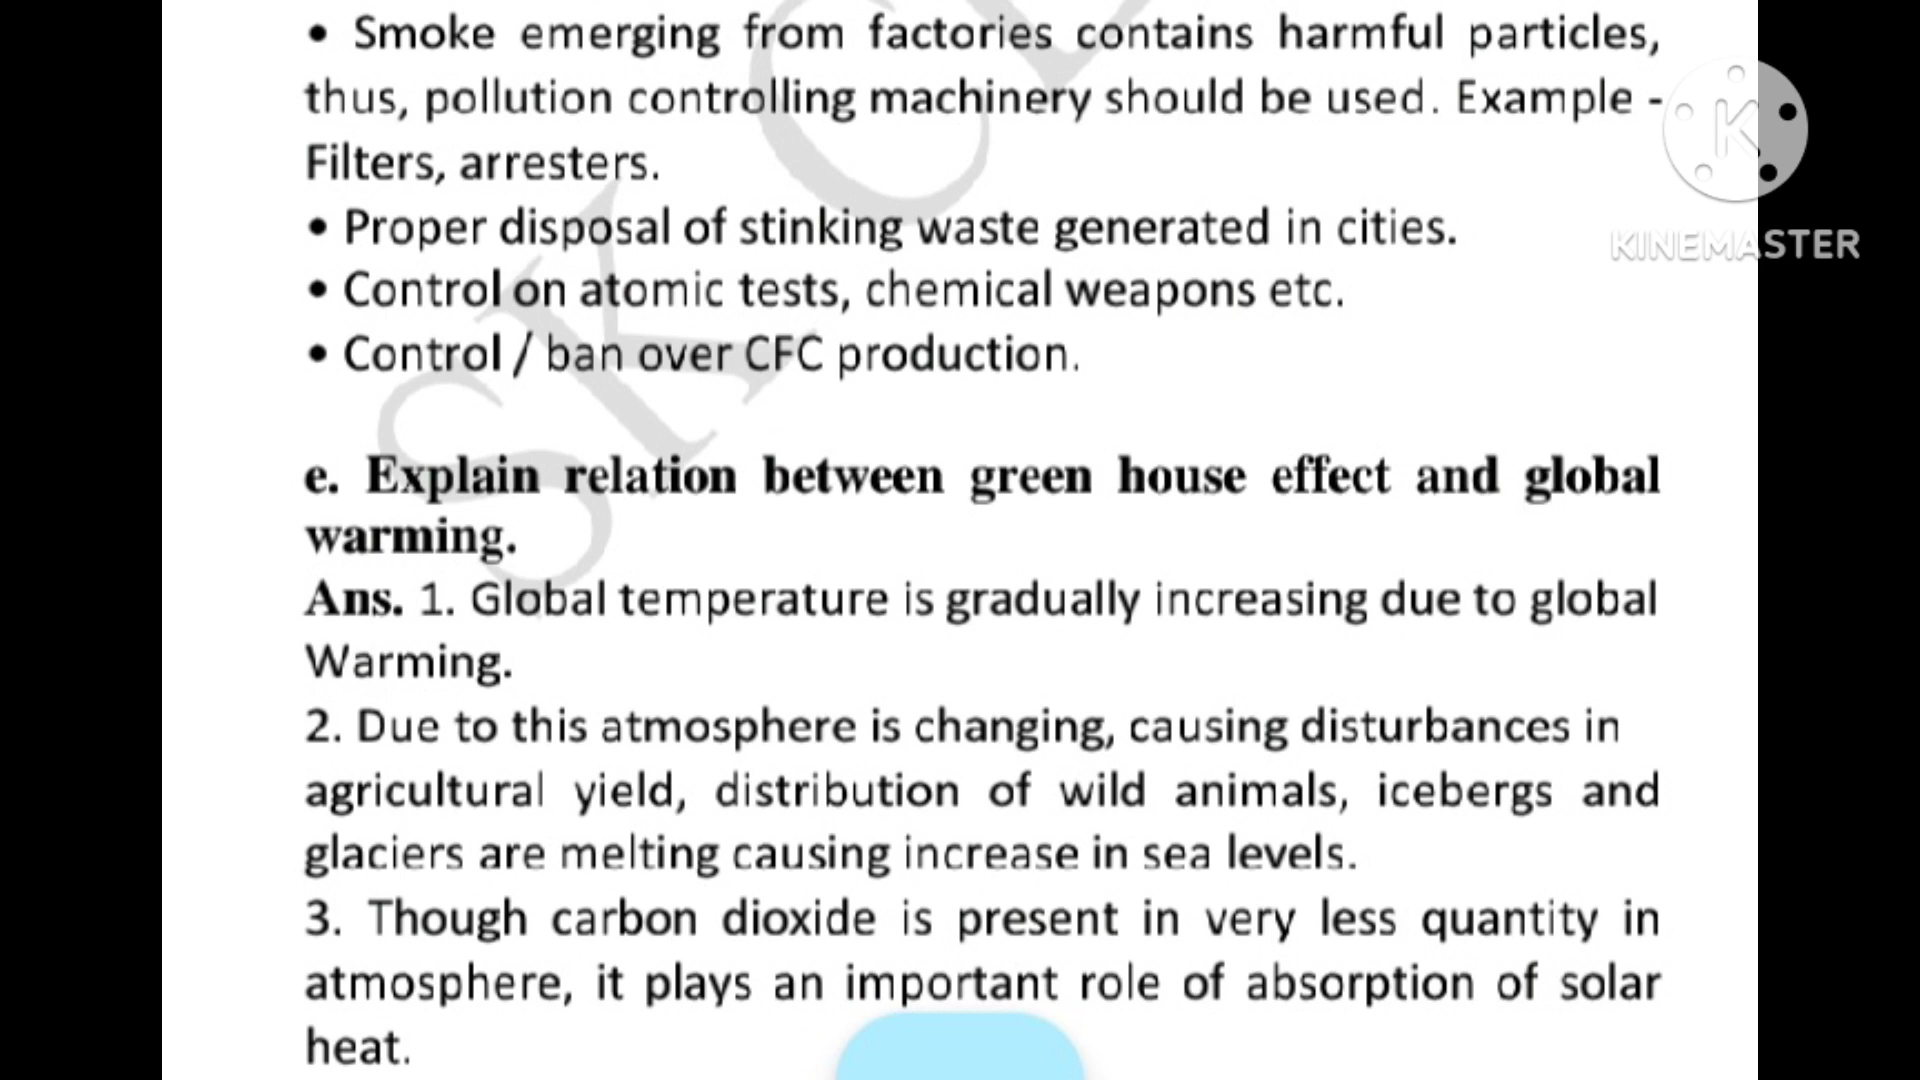 • Smoke emerging from factories contains harmful particles,
thus, pollution controlling machinery should be used. Example -
Filters, arresters.
• Proper disposal of stinking waste generated in cities.
• Control on atomic tests, chemical weapons etc.
• Control / ban over CFC production.
e. Explain relation between green house effect and global
warming.
Ans. 1. Global temperature is gradually increasing due to global
Warming.
2. Due to this atmosphere is changing, causing disturbances in
agricultural yield, distribution of wild animals, icebergs and
glaciers are melting causing increase in sea levels.
3. Though carbon dioxide is present in very less quantity in
atmosphere, it plays an important role of absorption of solar
heat.
K
KINEMASTER
SK